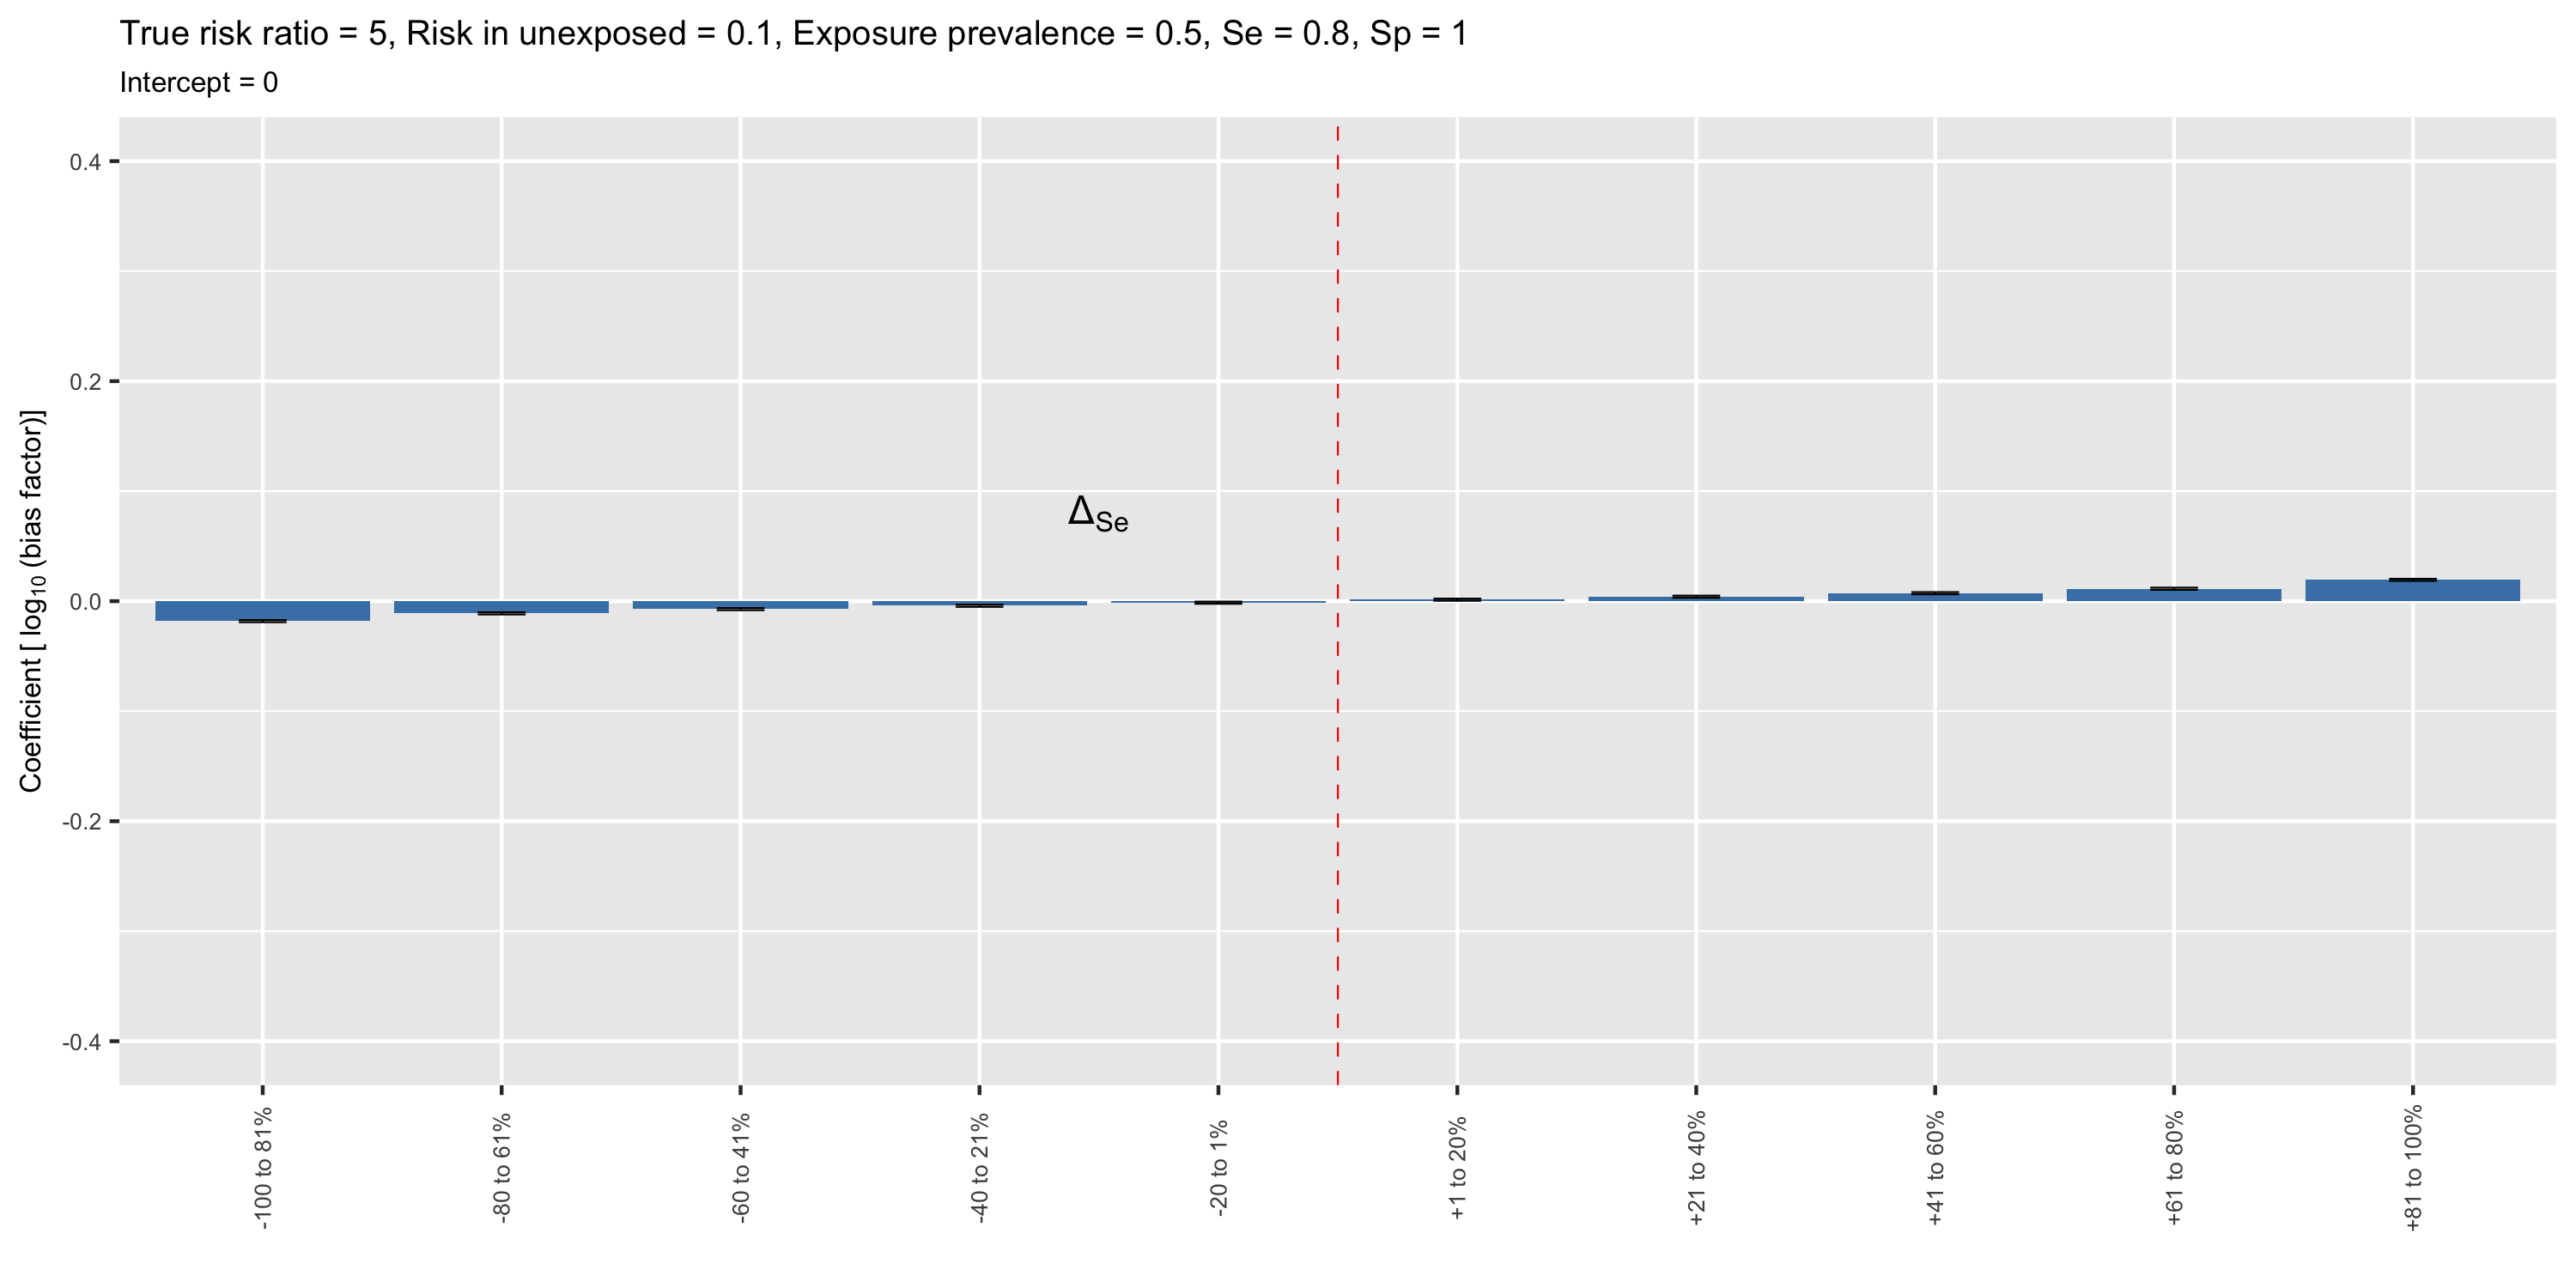 True risk ratio = 5, Risk in unexposed = 0.1, Exposure prevalence = 0.5, Se = 0.8, Sp = 1
Intercept = 0
Coefficient [ log10 (bias factor)]
0.4
0.2
0.0
-0.2
-0.4
ΔSe
-100 to 81%
-80 to 61%
-60 to 41%
-40 to 21%
-20 to 1%
+1 to 20%
+21 to 40%
+41 to 60%
+61 to 80%
+81 to 100%